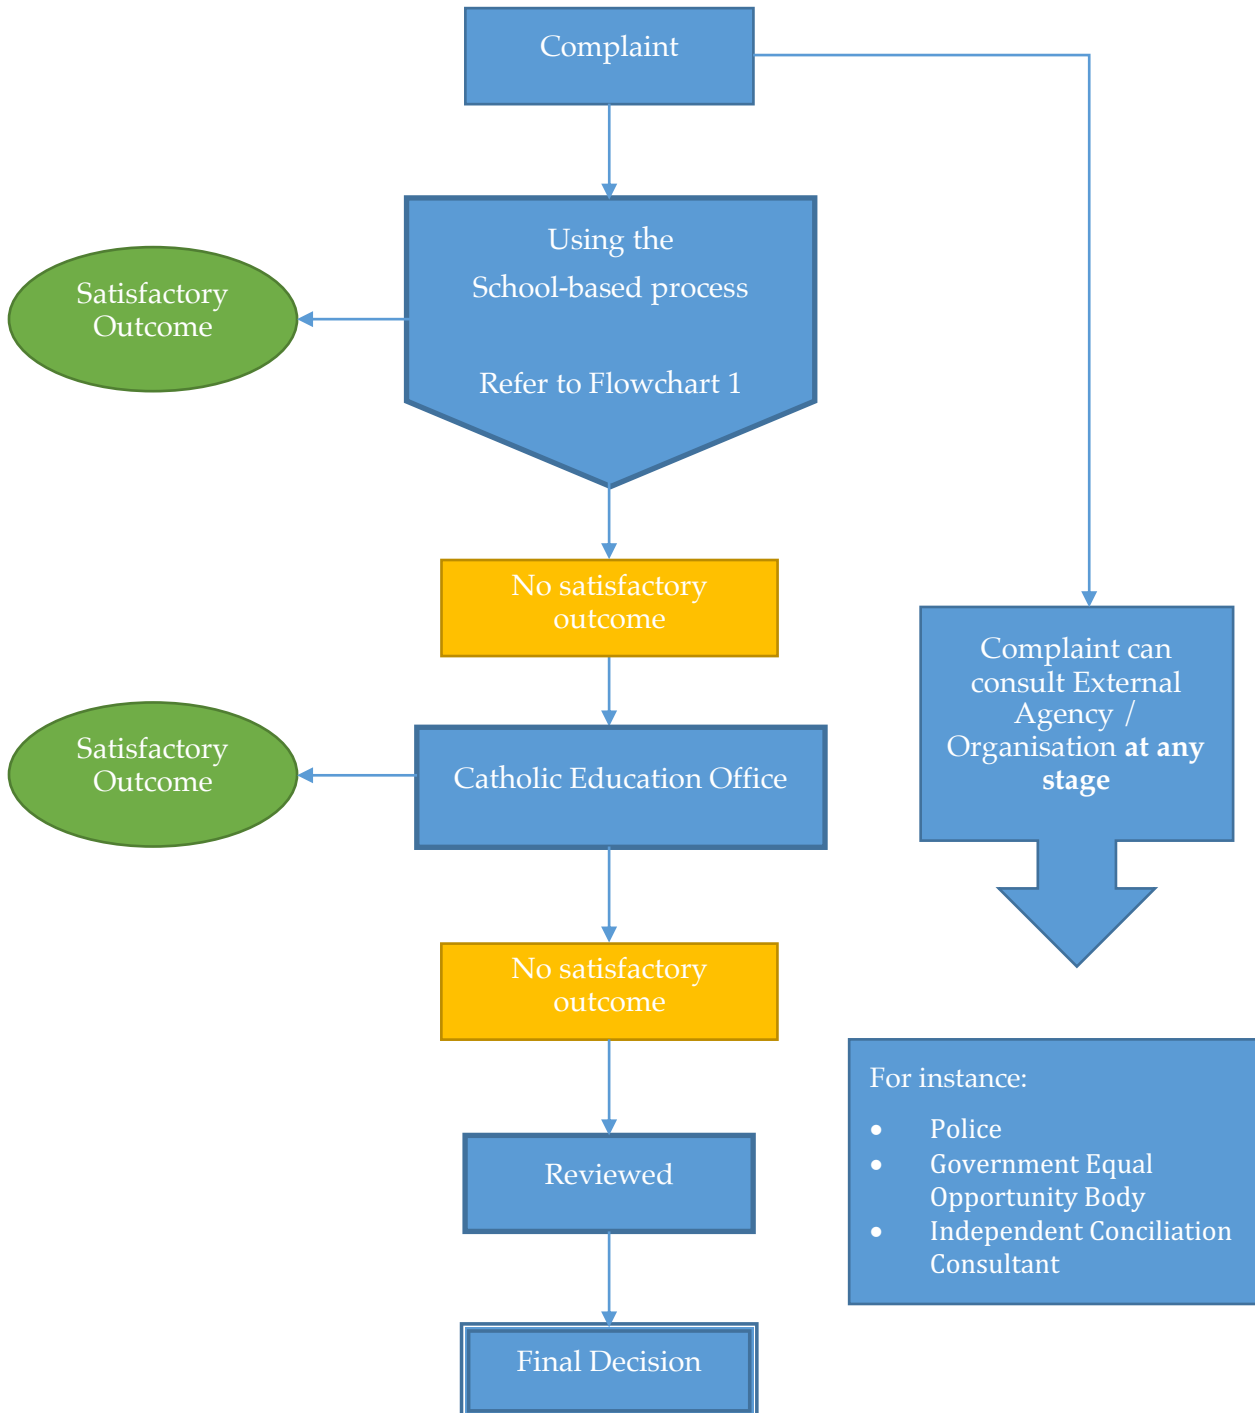 Complaint
Using the
School-based process
Refer to Flowchart 1
Satisfactory
Outcome
No satisfactory
outcome
Catholic Education Office
Satisfactory
Outcome
No satisfactory
outcome
Reviewed
Final Decision
Complaint can
consult External
Agency /
Organisation at any
stage
For instance:
• Police
• Government Equal
Opportunity Body
• Independent Conciliation
Consultant